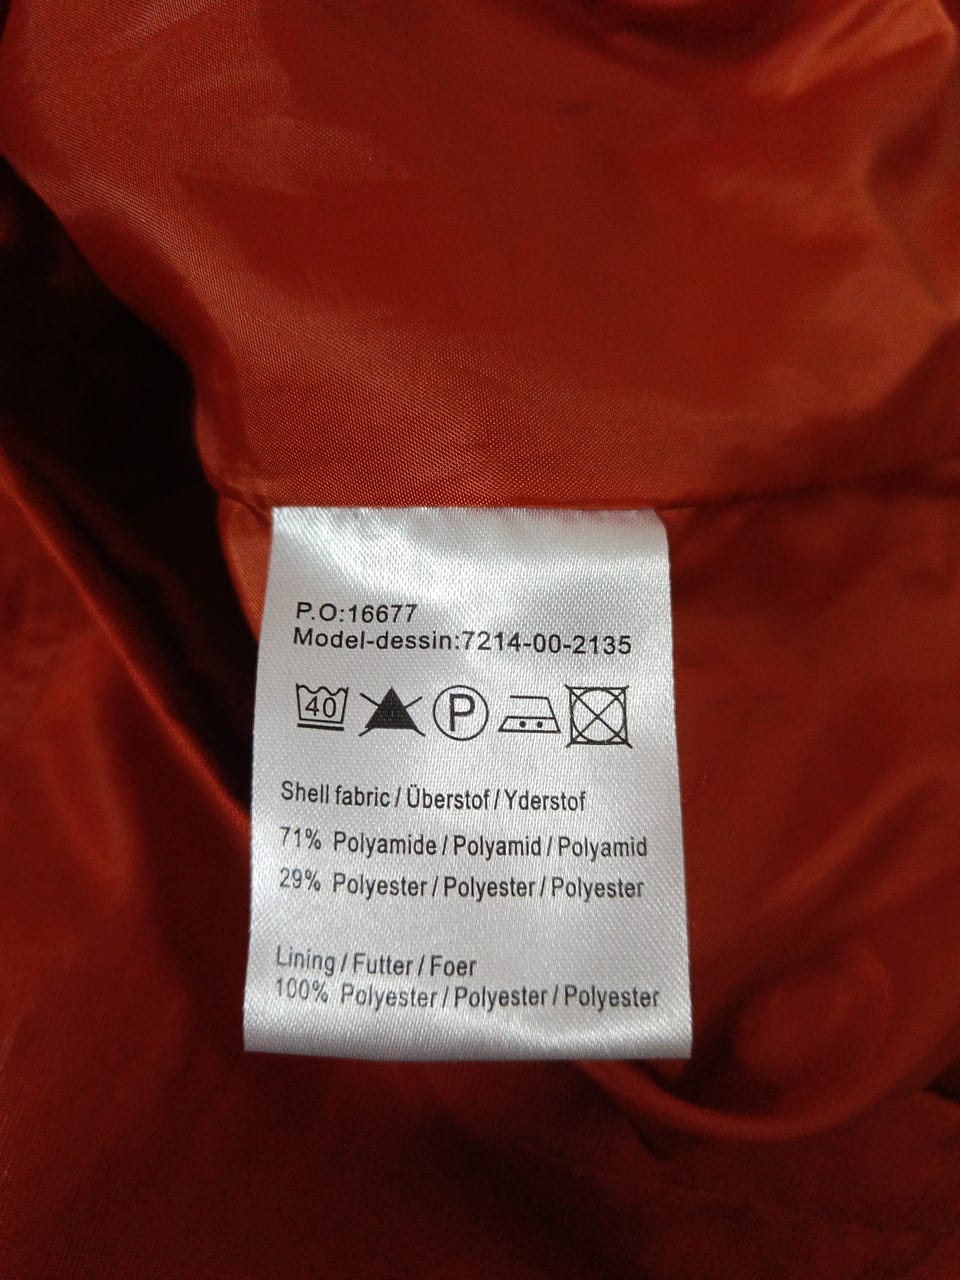 P.O:16677
Model-dessin:7214-00-2135
40 P
Shell fabric / Überstof / Yderstof
71% Polyamide / Polyamid / Polyamid
29% Polyester / Polyester / Polyester
Lining / Futter / Foer
100% Polyester / Polyester / Polyester